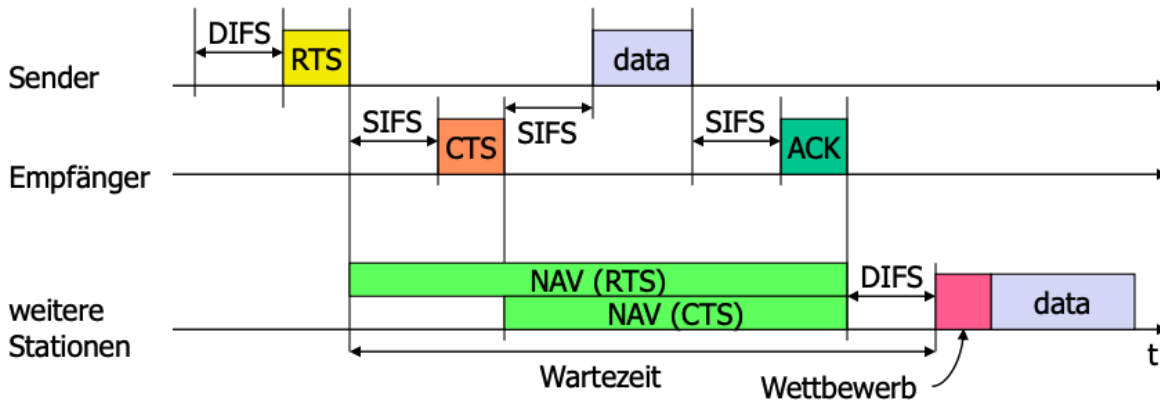 DIFS
RTS
data
Sender
SIFS
CTS
SIFS
SIFS
ACK
Empfänger
NAV (RTS)
DIFS
NAV (CTS)
data
weitere
Stationen
t
Wartezeit
Wettbewerb